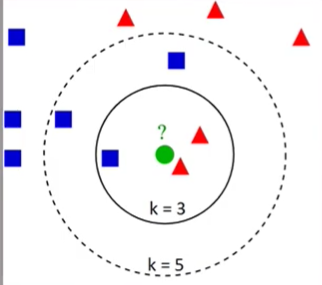 ?
k = 3
k = 5